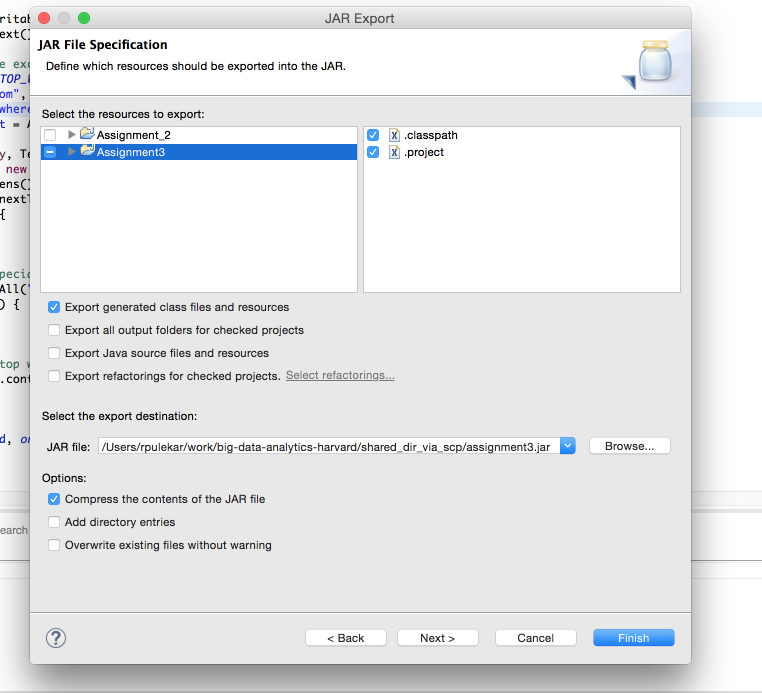 JAR Export
JAR File Specification
Define which resources should be exported into the JAR.
Select the resources to export:
Assignment_2
.classpath
Assignment3
.project
Export generated class files and resources
Export all output folders for checked projects
Export Java source files and resources
Export refactorings for checked projects. Select refactorings...
Select the export destination:
JAR file: /Users/rpulekar/work/big-data-analytics-harvard/shared_dir_via_scp/assignment3.jar Browse...
Options:
Compress the contents of the JAR file
Add directory entries
Overwrite existing files without warning
? < Back Next > Cancel Finish